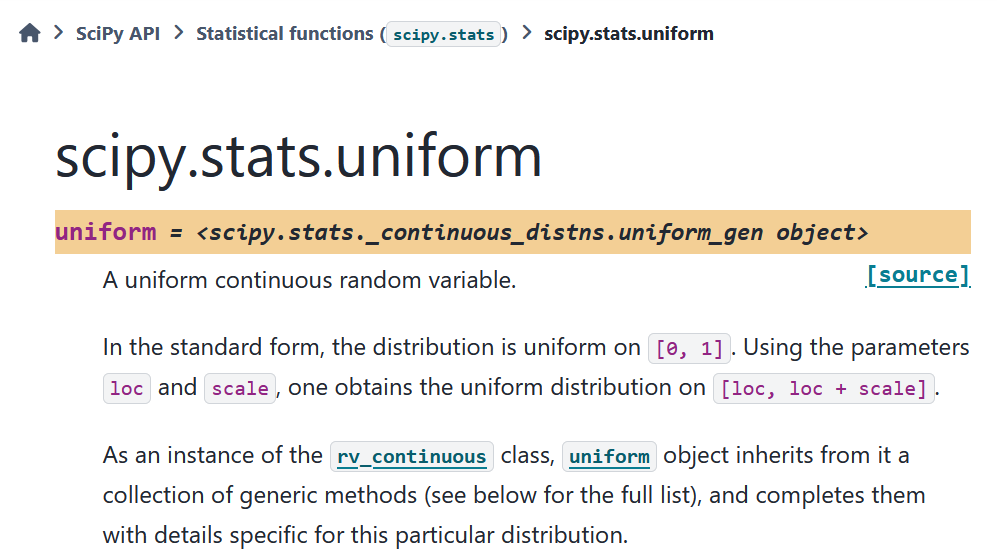 SciPy API > Statistical functions (scipy.stats) > scipy.stats.uniform
scipy.stats.uniform
uniform = <scipy.stats._continuous_distns.uniform_gen object>
[source]
A uniform continuous random variable.
In the standard form, the distribution is uniform on [0, 1]. Using the parameters
loc and scale, one obtains the uniform distribution on [loc, loc + scale].
As an instance of the rv_continuous class, uniform object inherits from it a
collection of generic methods (see below for the full list), and completes them
with details specific for this particular distribution.